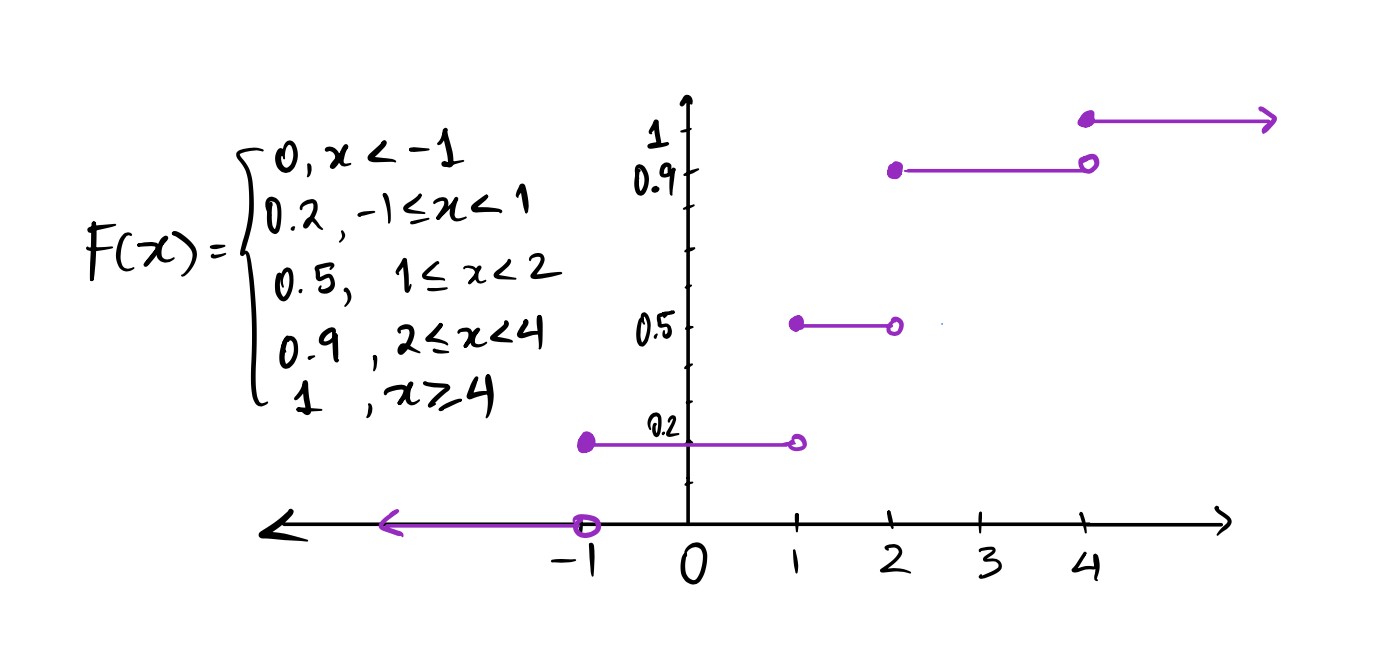 0, x < -1
0.2, -1 ≤ x < 1
F(x) =
0.5, 1 ≤ x < 2
0.9, 2 ≤ x < 4
1, x ≥ 4
1
0.9
0.5
0.2
-1 0 1 2 3 4